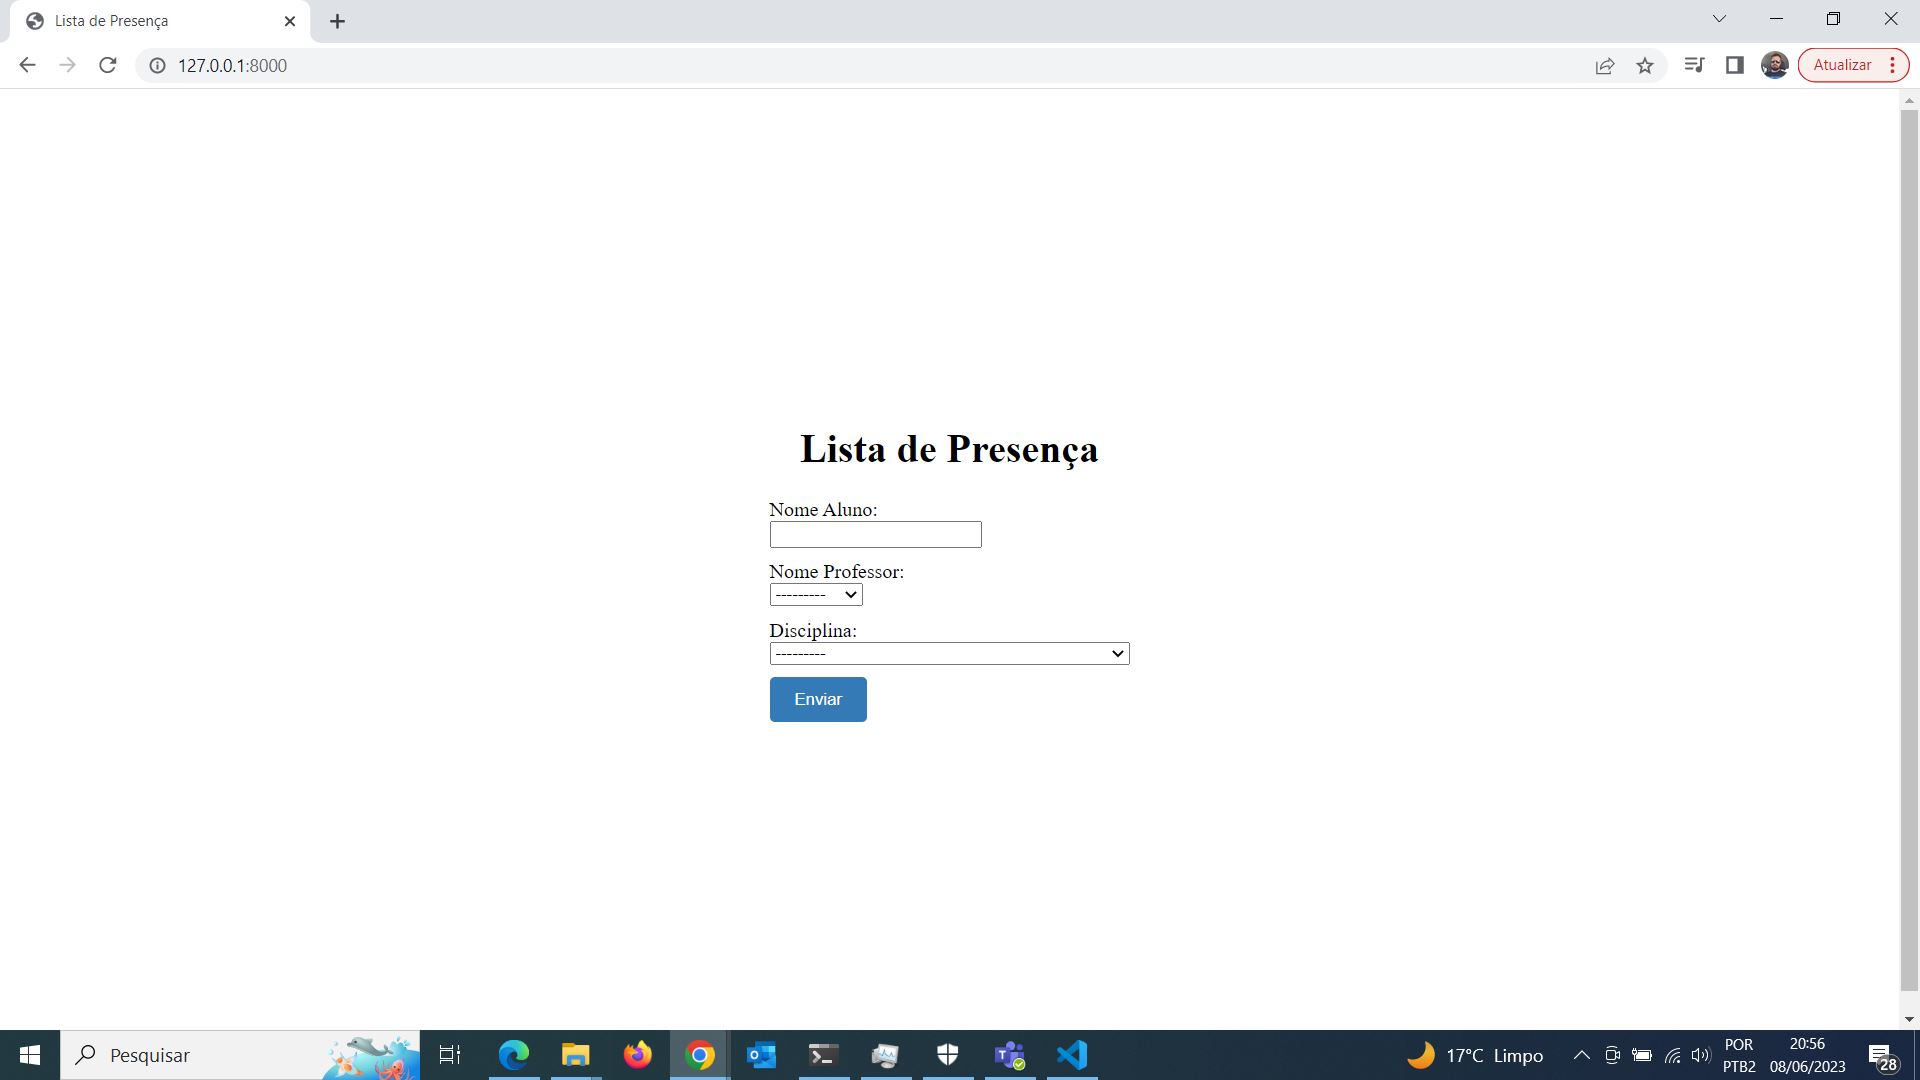 Lista de Presença
127.0.0.1:8000
Atualizar
Lista de Presença
Nome Aluno:
Nome Professor:
---------
Disciplina:
---------
Enviar
Pesquisar
17°C Limpo
POR
PTB2
20:56
08/06/2023
28